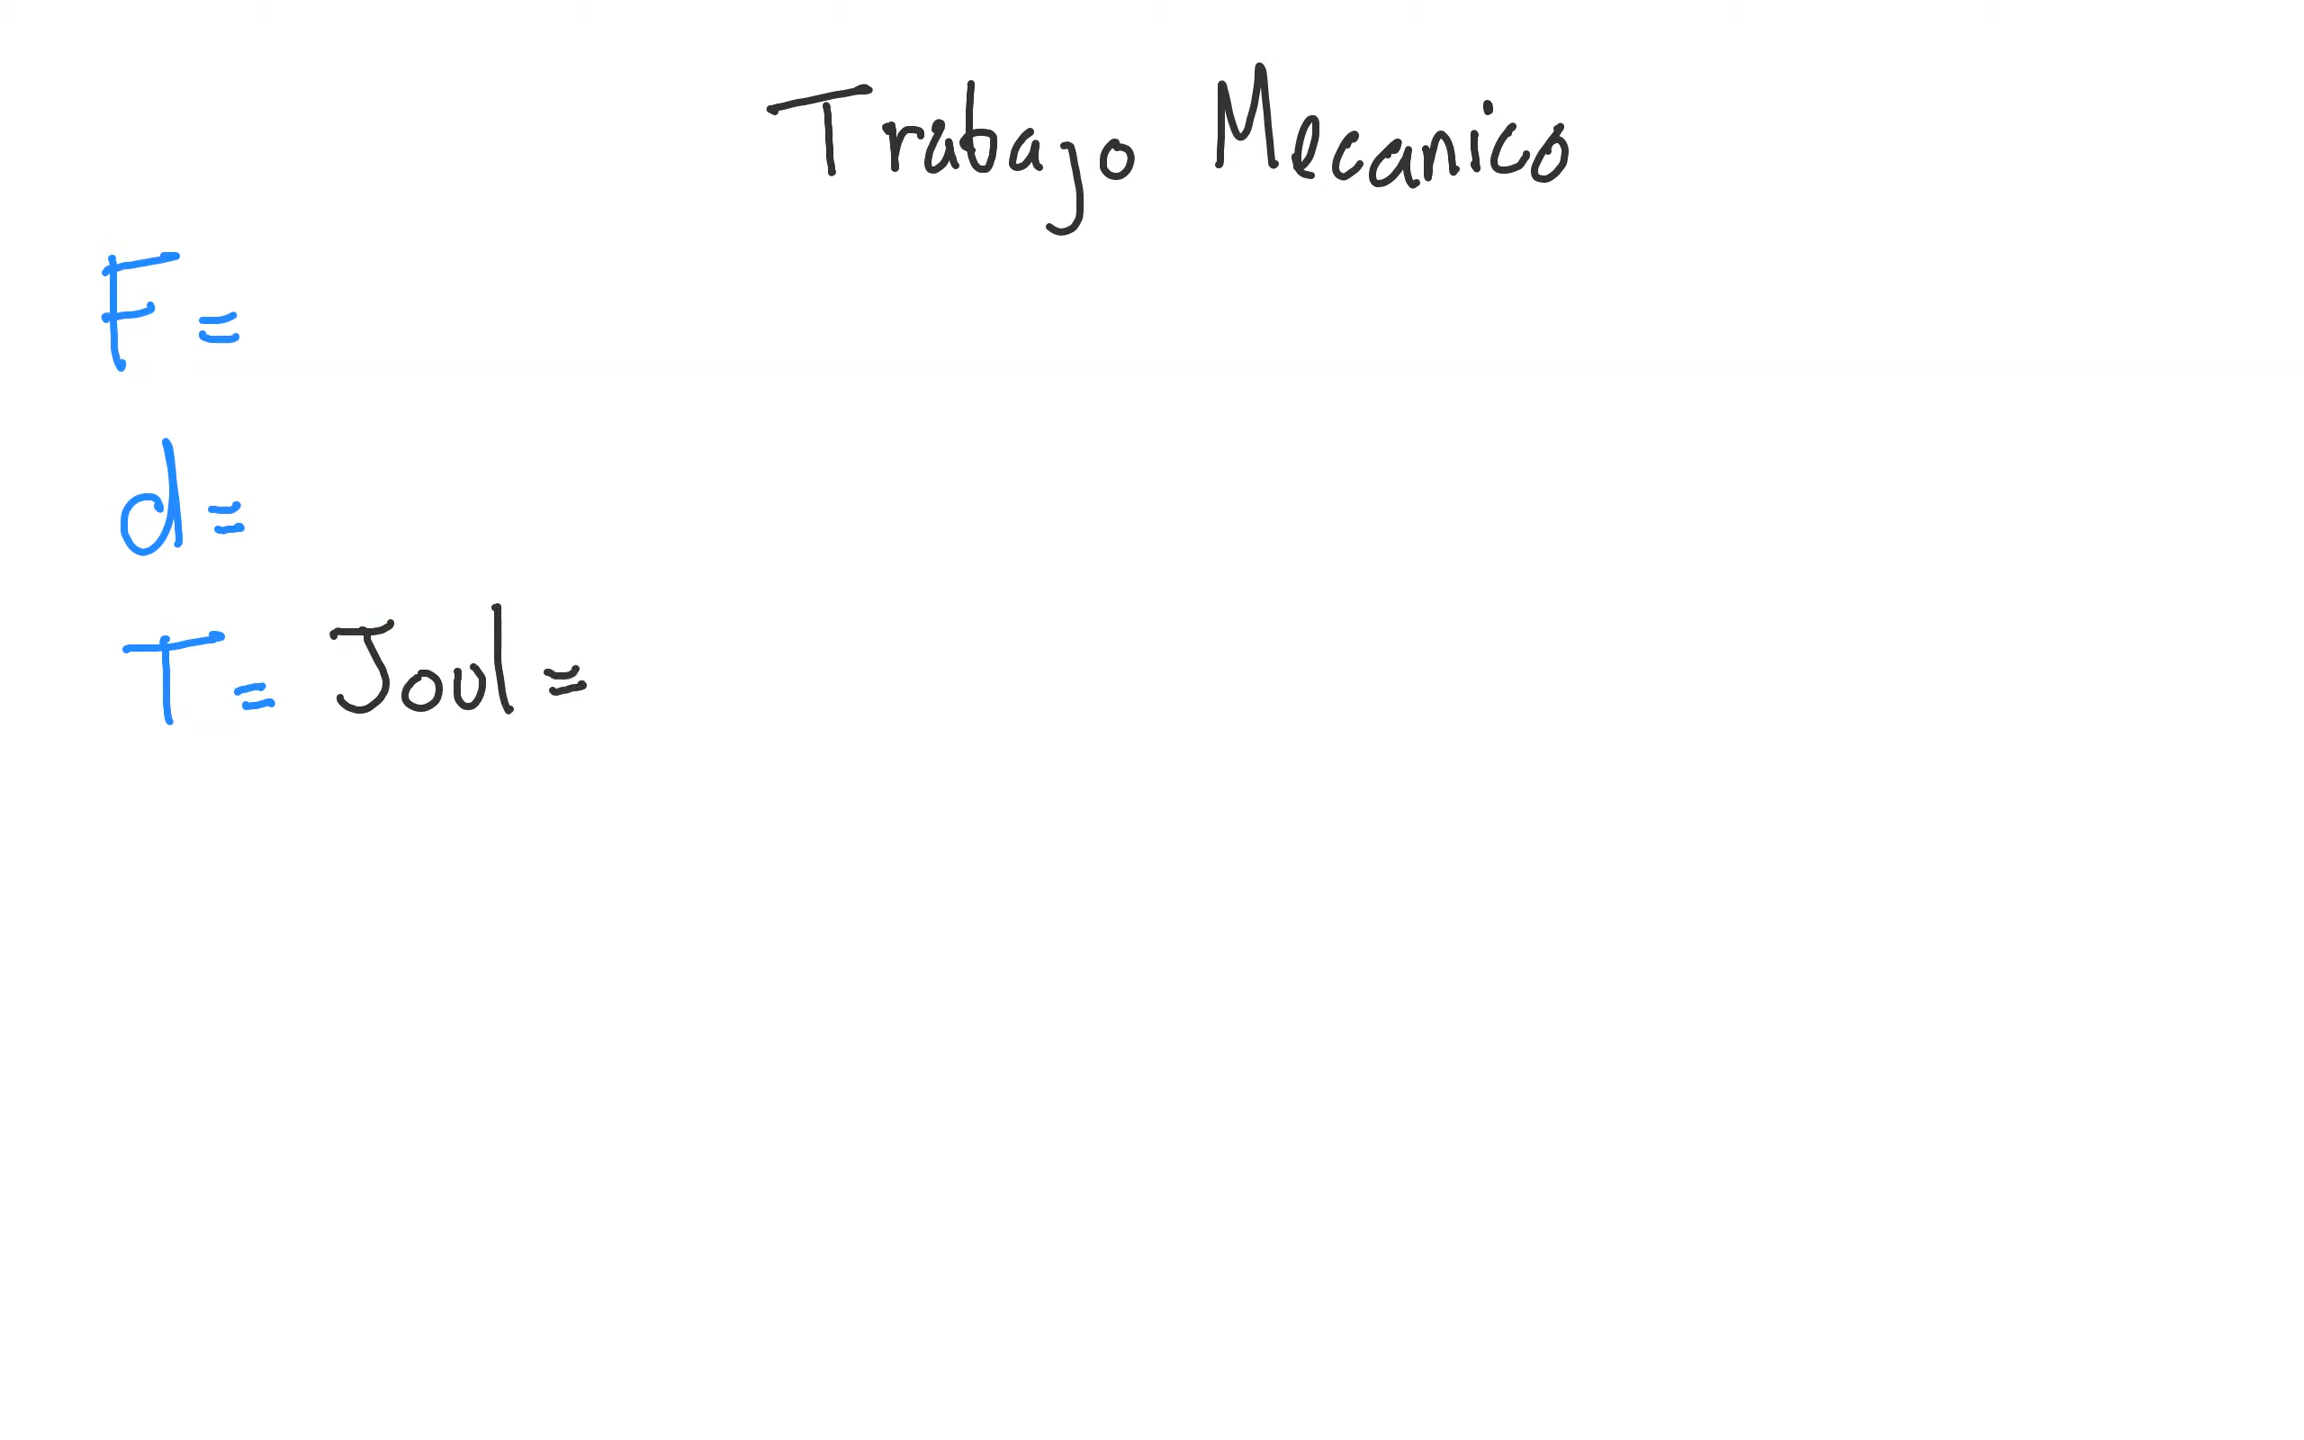 Trabajo Mecanico
F=
d=
T= Joul=